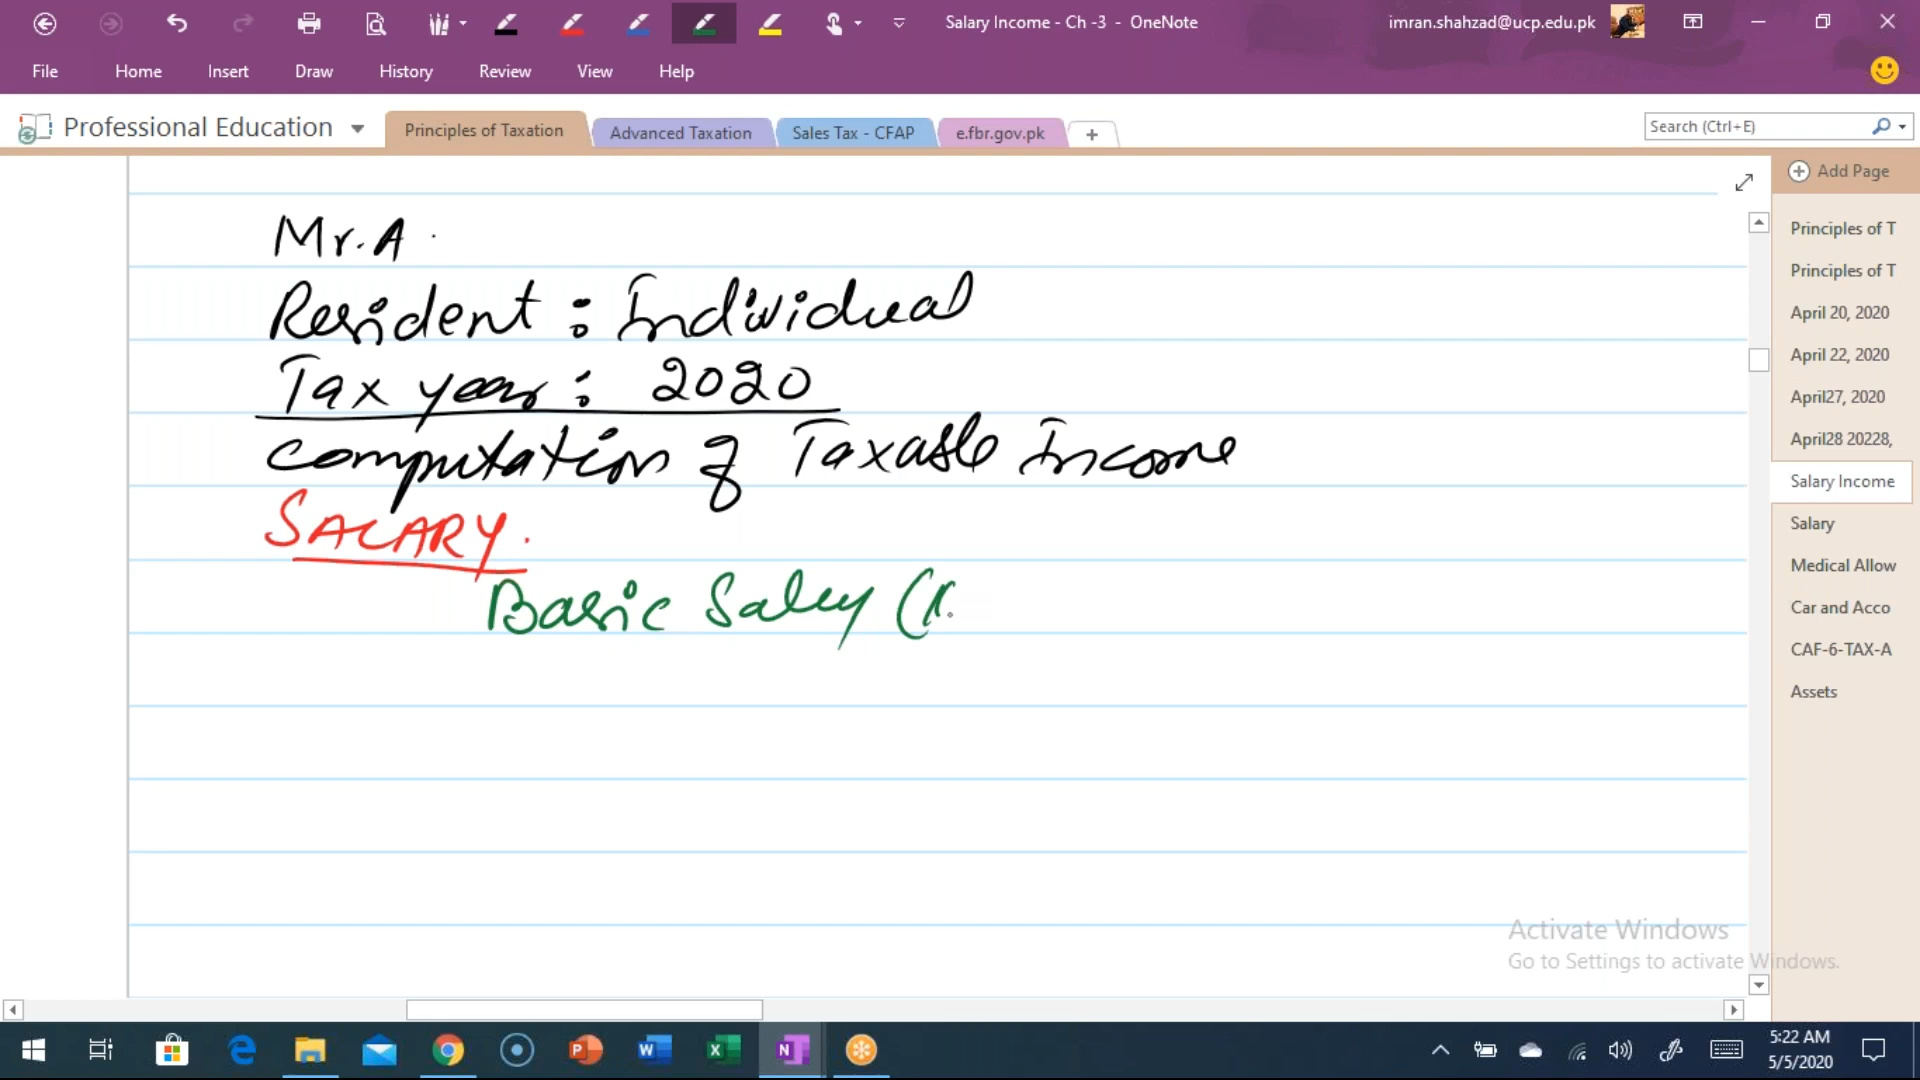 Salary Income - Ch -3 - OneNote
imran.shahzad@ucp.edu.pk
File Home Insert Draw History Review View Help
Professional Education
Principles of Taxation
Advanced Taxation
Sales Tax - CFAP
e.fbr.gov.pk
Search (Ctrl+E)
Add Page
Mr. A.
Resident : Individual
Tax year : 2020
computation of Taxable Income
SALARY.
Basic Salary (
Principles of T
Principles of T
April 20, 2020
April 22, 2020
April27, 2020
April28 20228,
Salary Income
Salary
Medical Allow
Car and Acco
CAF-6-TAX-A
Assets
Activate Windows
Go to Settings to activate Windows.
5:22 AM
5/5/2020